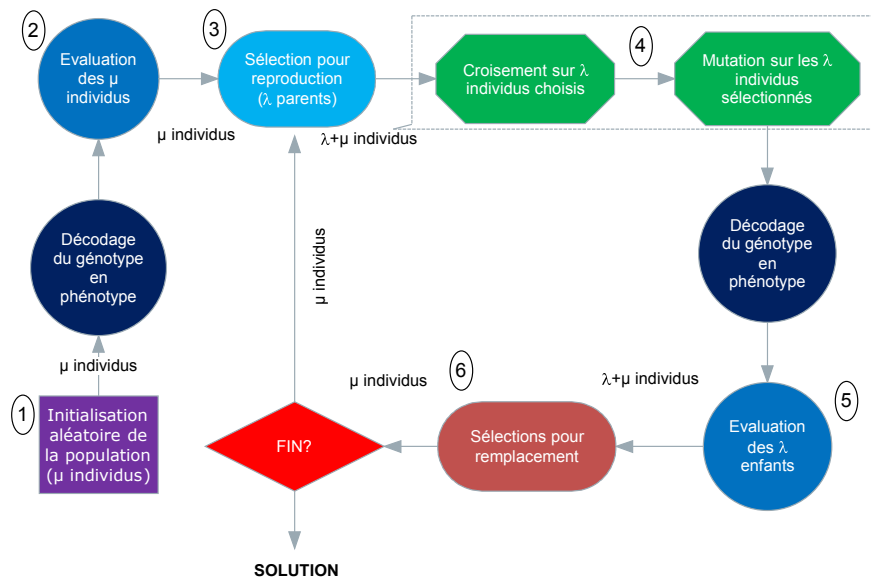 2
Evaluation
des µ
individus
3
Sélection pour
reproduction
(λ parents)
Croisement sur λ
individus choisis
4
Mutation sur les λ
individus
sélectionnés
µ individus
λ+µ individus
Décodage
du génotype
en
phénotype
Décodage
du génotype
en
phénotype
µ individus
µ individus
1
Initialisation
aléatoire de
la population
(µ individus)
FIN?
µ individus
6
Sélections pour
remplacement
λ+µ individus
5
Evaluation
des λ
enfants
SOLUTION